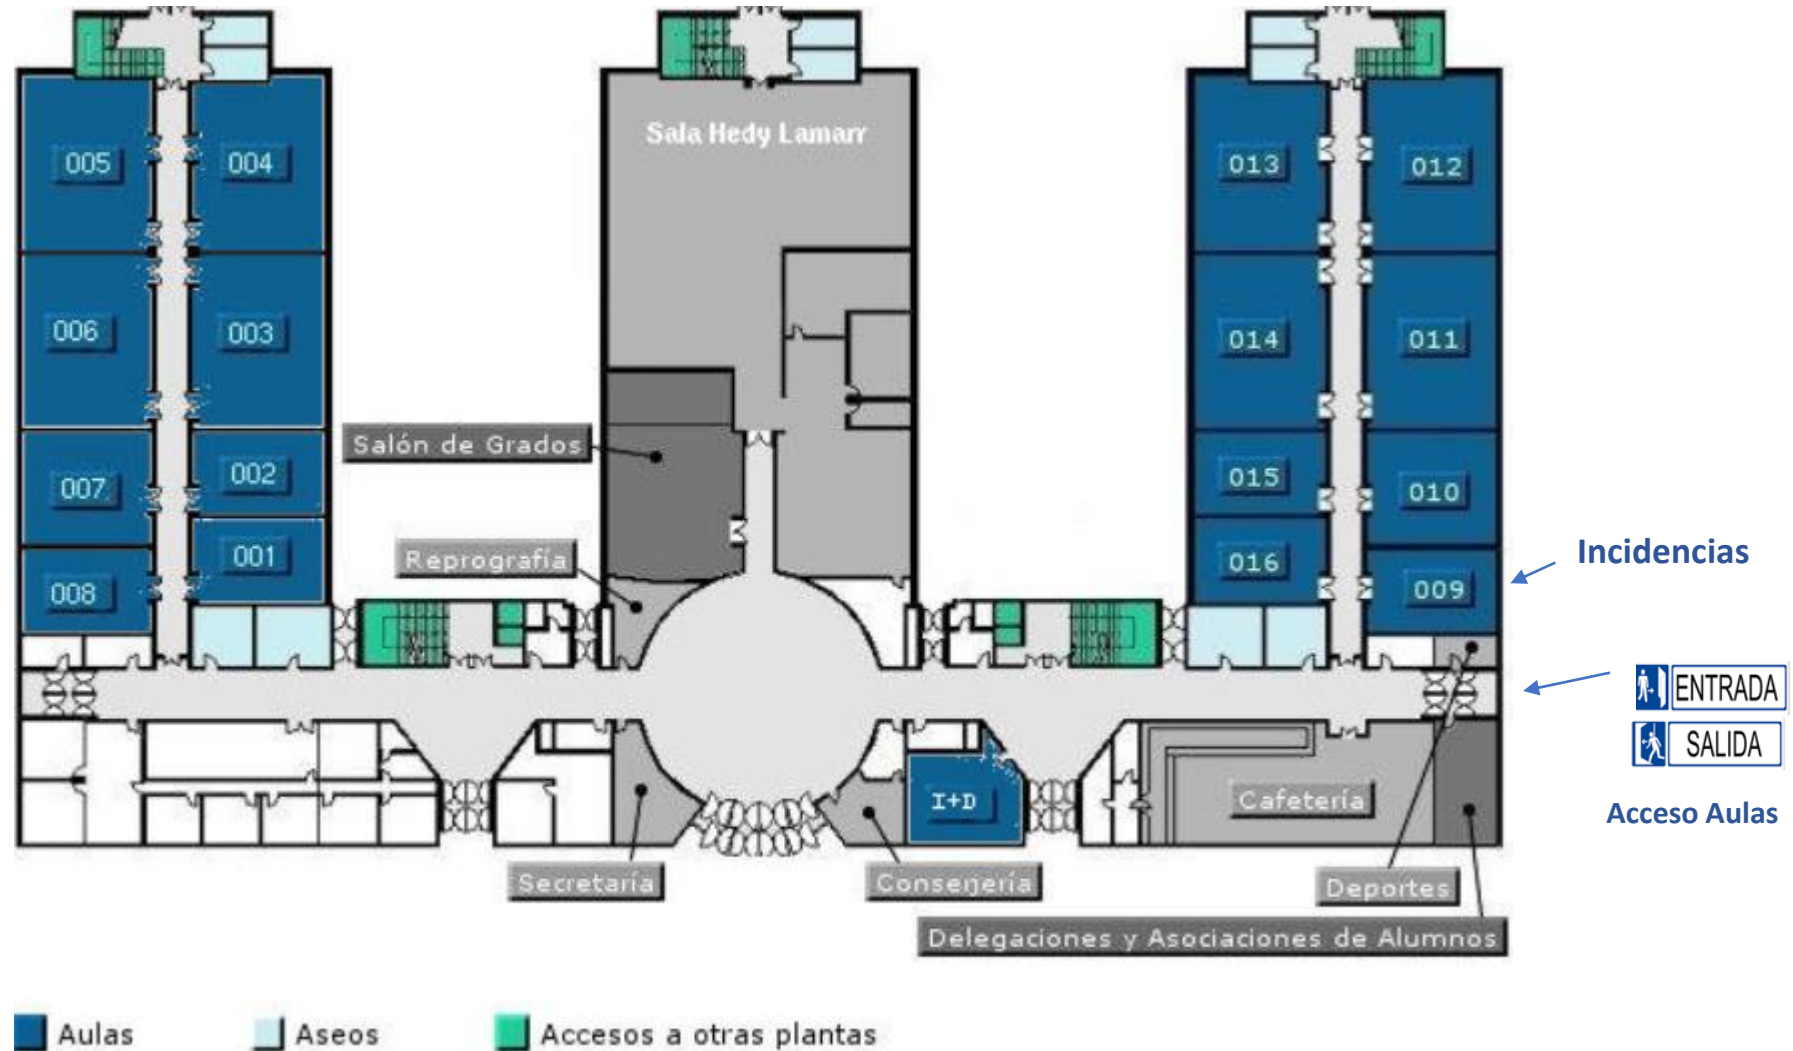 Sala Hedy Lamarr
005
004
013
012
006
003
014
011
Salón de Grados
007
002
015
010
Reprografía
001
016
Incidencias
008
009
ENTRADA
SALIDA
I+D
Cafetería
Acceso Aulas
Secretaría
Conserjería
Deportes
Delegaciones y Asociaciones de Alumnos
Aulas
Aseos
Accesos a otras plantas